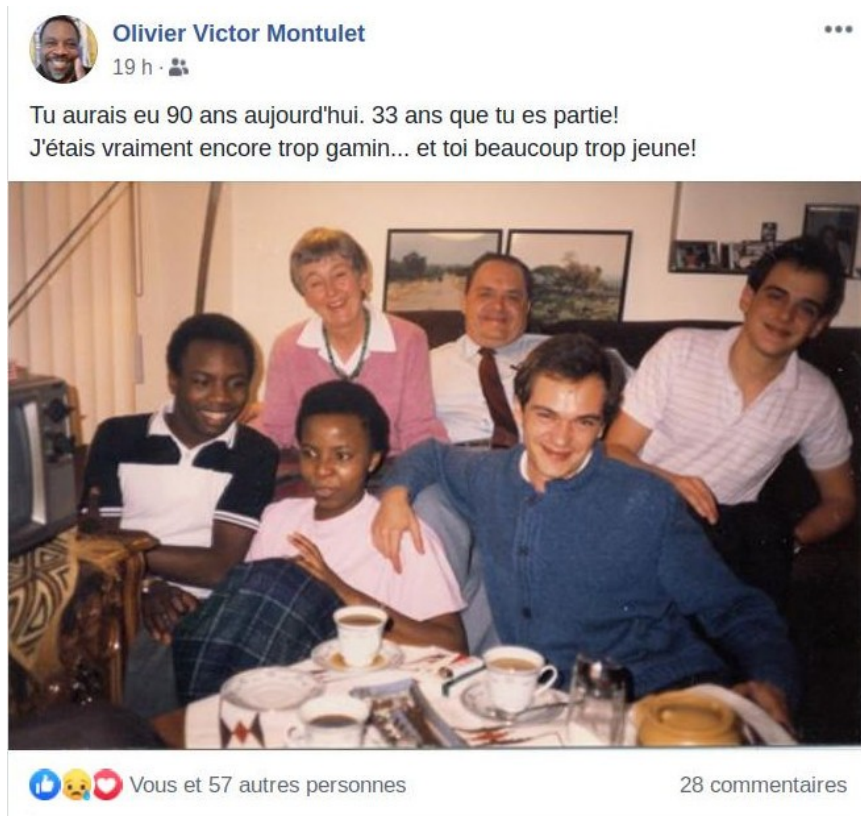 Olivier Victor Montulet
19 h ·
Tu aurais eu 90 ans aujourd'hui. 33 ans que tu es partie!
J'étais vraiment encore trop gamin... et toi beaucoup trop jeune!
Vous et 57 autres personnes
28 commentaires